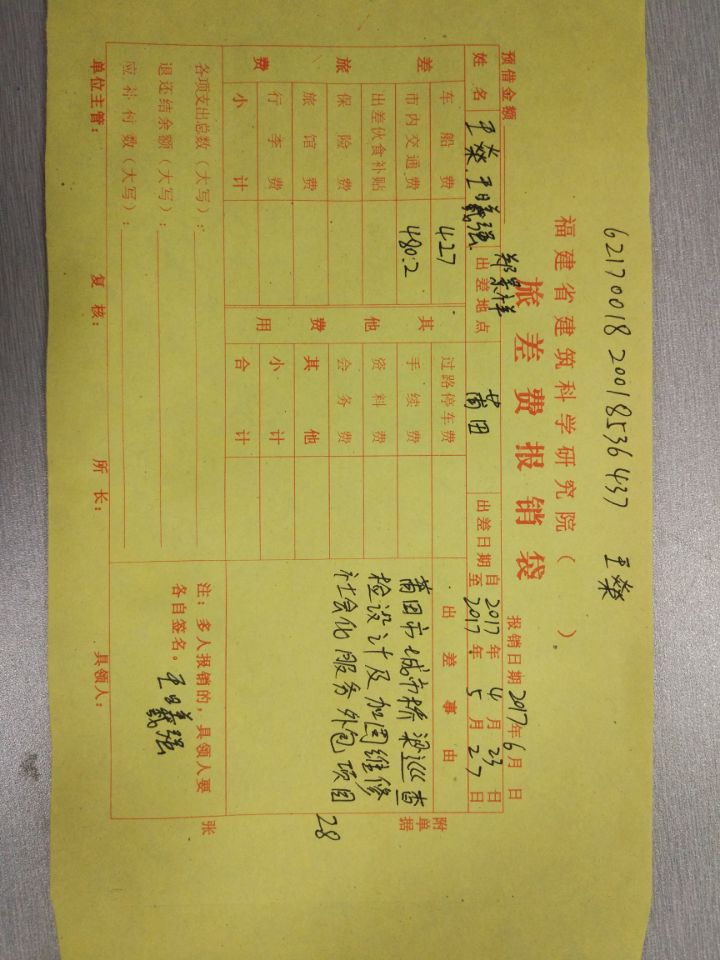 6217001820018536437 王燊
福建省建筑科学研究院（ ）
旅差费报销袋
预借金额 报销日期 2017年6月 日
郑景祥
姓名 王燊.王曦强. 出差地点 莆田 出差日期 自 2017 年 4 月 23 日
至 2017 年 5 月 27 日
差旅费 车船费 427 其他费用 过路停车费 出差事由
市内交通费 480.2 手续费 莆田市城市桥梁巡查
出差伙食补贴 资料费 检设计及加固维修
保险费 会务费 社会化服务外包项目
旅馆费 其他
行李费 小计
小计 合计
附单据 28 张
各项支出总数（大写）：
退还结余额（大写）：
应补付数（大写）：
注：多人报销的，具领人要
各自签名。 王曦强
单位主管： 复核： 所长： 具领人：